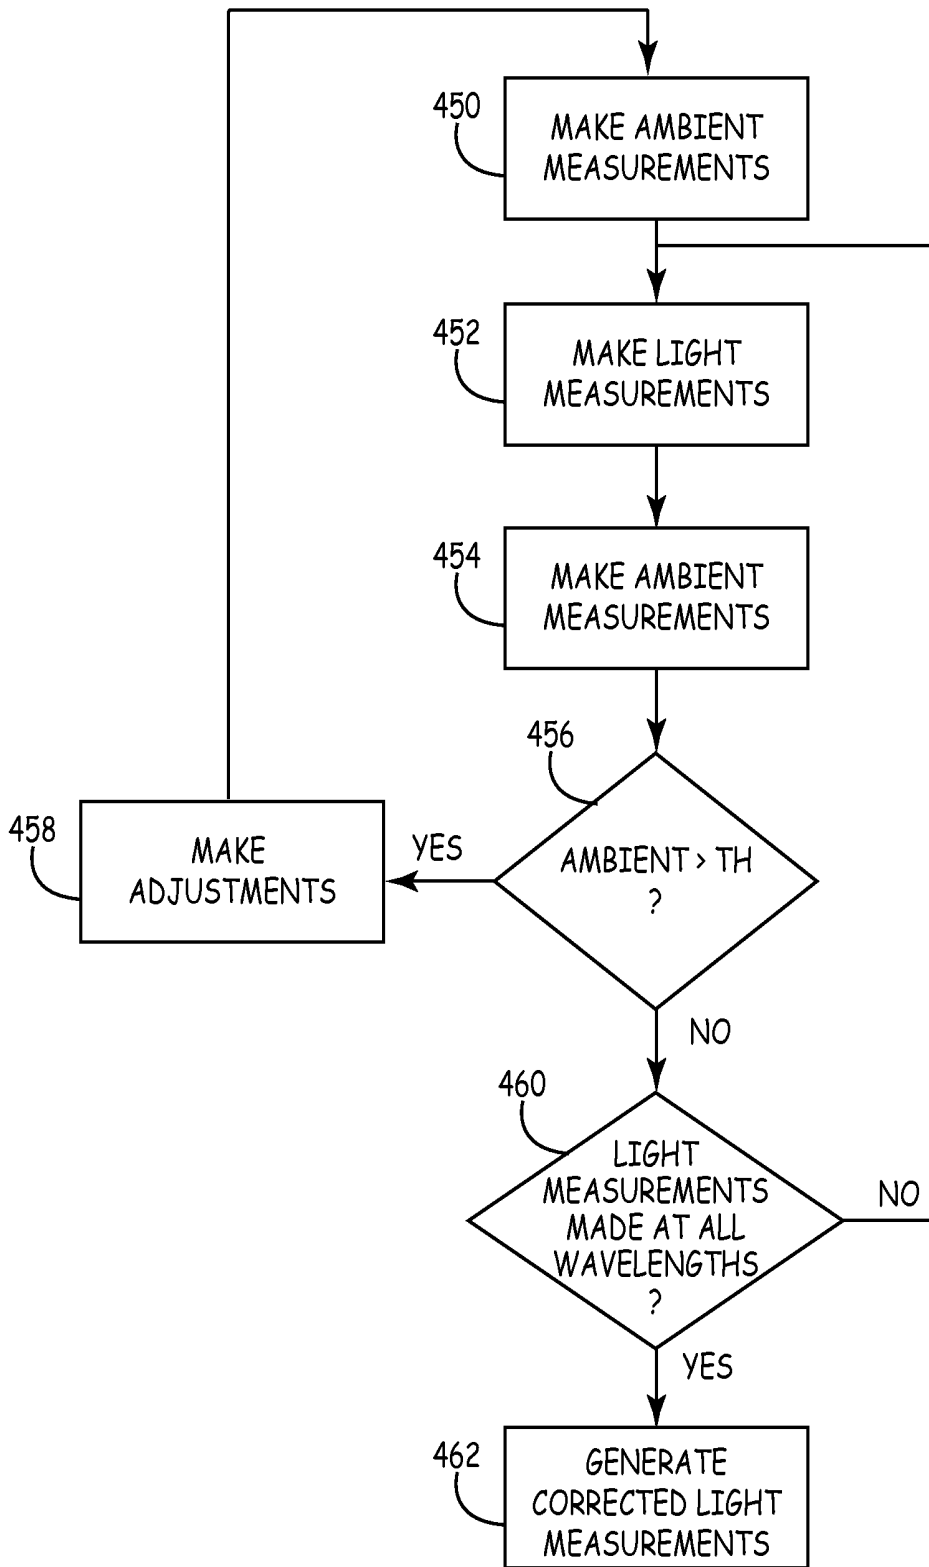 450
MAKE AMBIENT
MEASUREMENTS
452
MAKE LIGHT
MEASUREMENTS
454
MAKE AMBIENT
MEASUREMENTS
456
AMBIENT > TH
?
YES
458
MAKE
ADJUSTMENTS
NO
460
LIGHT
MEASUREMENTS
MADE AT ALL
WAVELENGTHS
?
NO
YES
462
GENERATE
CORRECTED LIGHT
MEASUREMENTS